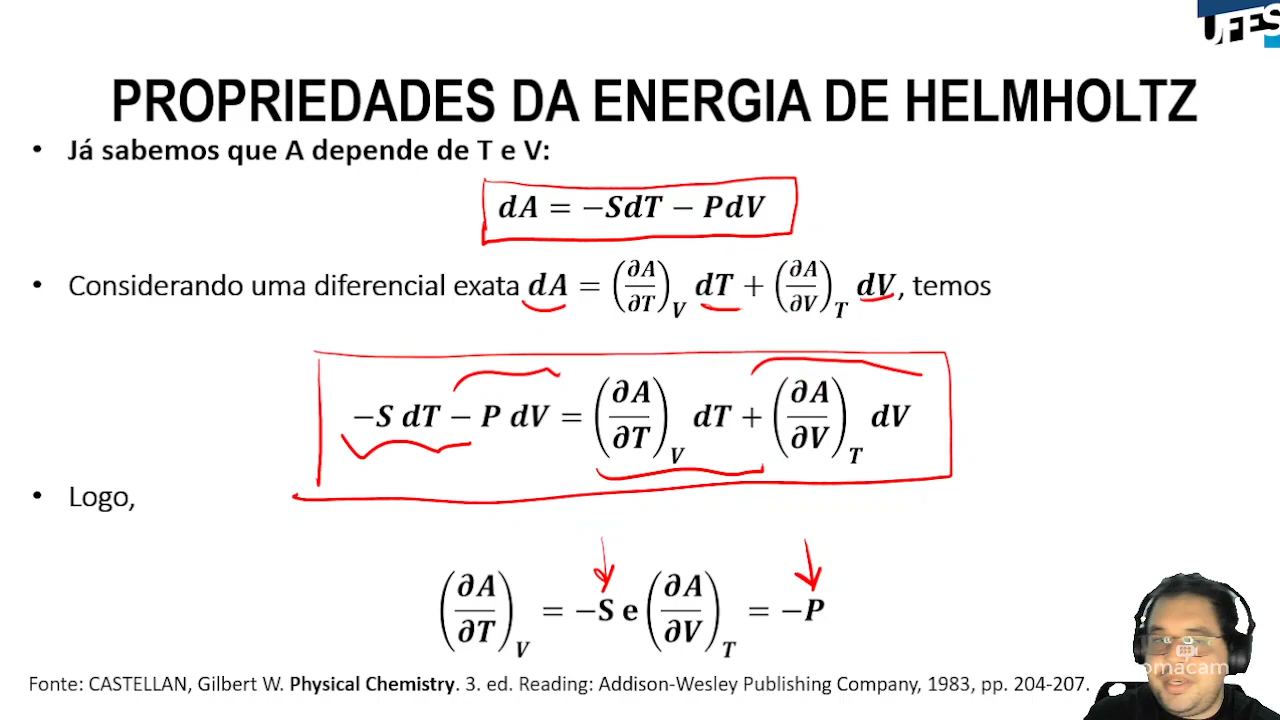 UFES
PROPRIEDADES DA ENERGIA DE HELMHOLTZ
• Já sabemos que A depende de T e V:
dA = −SdT − PdV
• Considerando uma diferencial exata dA = (∂A/∂T)_V dT + (∂A/∂V)_T dV, temos
−S dT − P dV = (∂A/∂T)_V dT + (∂A/∂V)_T dV
• Logo,
(∂A/∂T)_V = −S e (∂A/∂V)_T = −P
Fonte: CASTELLAN, Gilbert W. Physical Chemistry. 3. ed. Reading: Addison-Wesley Publishing Company, 1983, pp. 204-207.